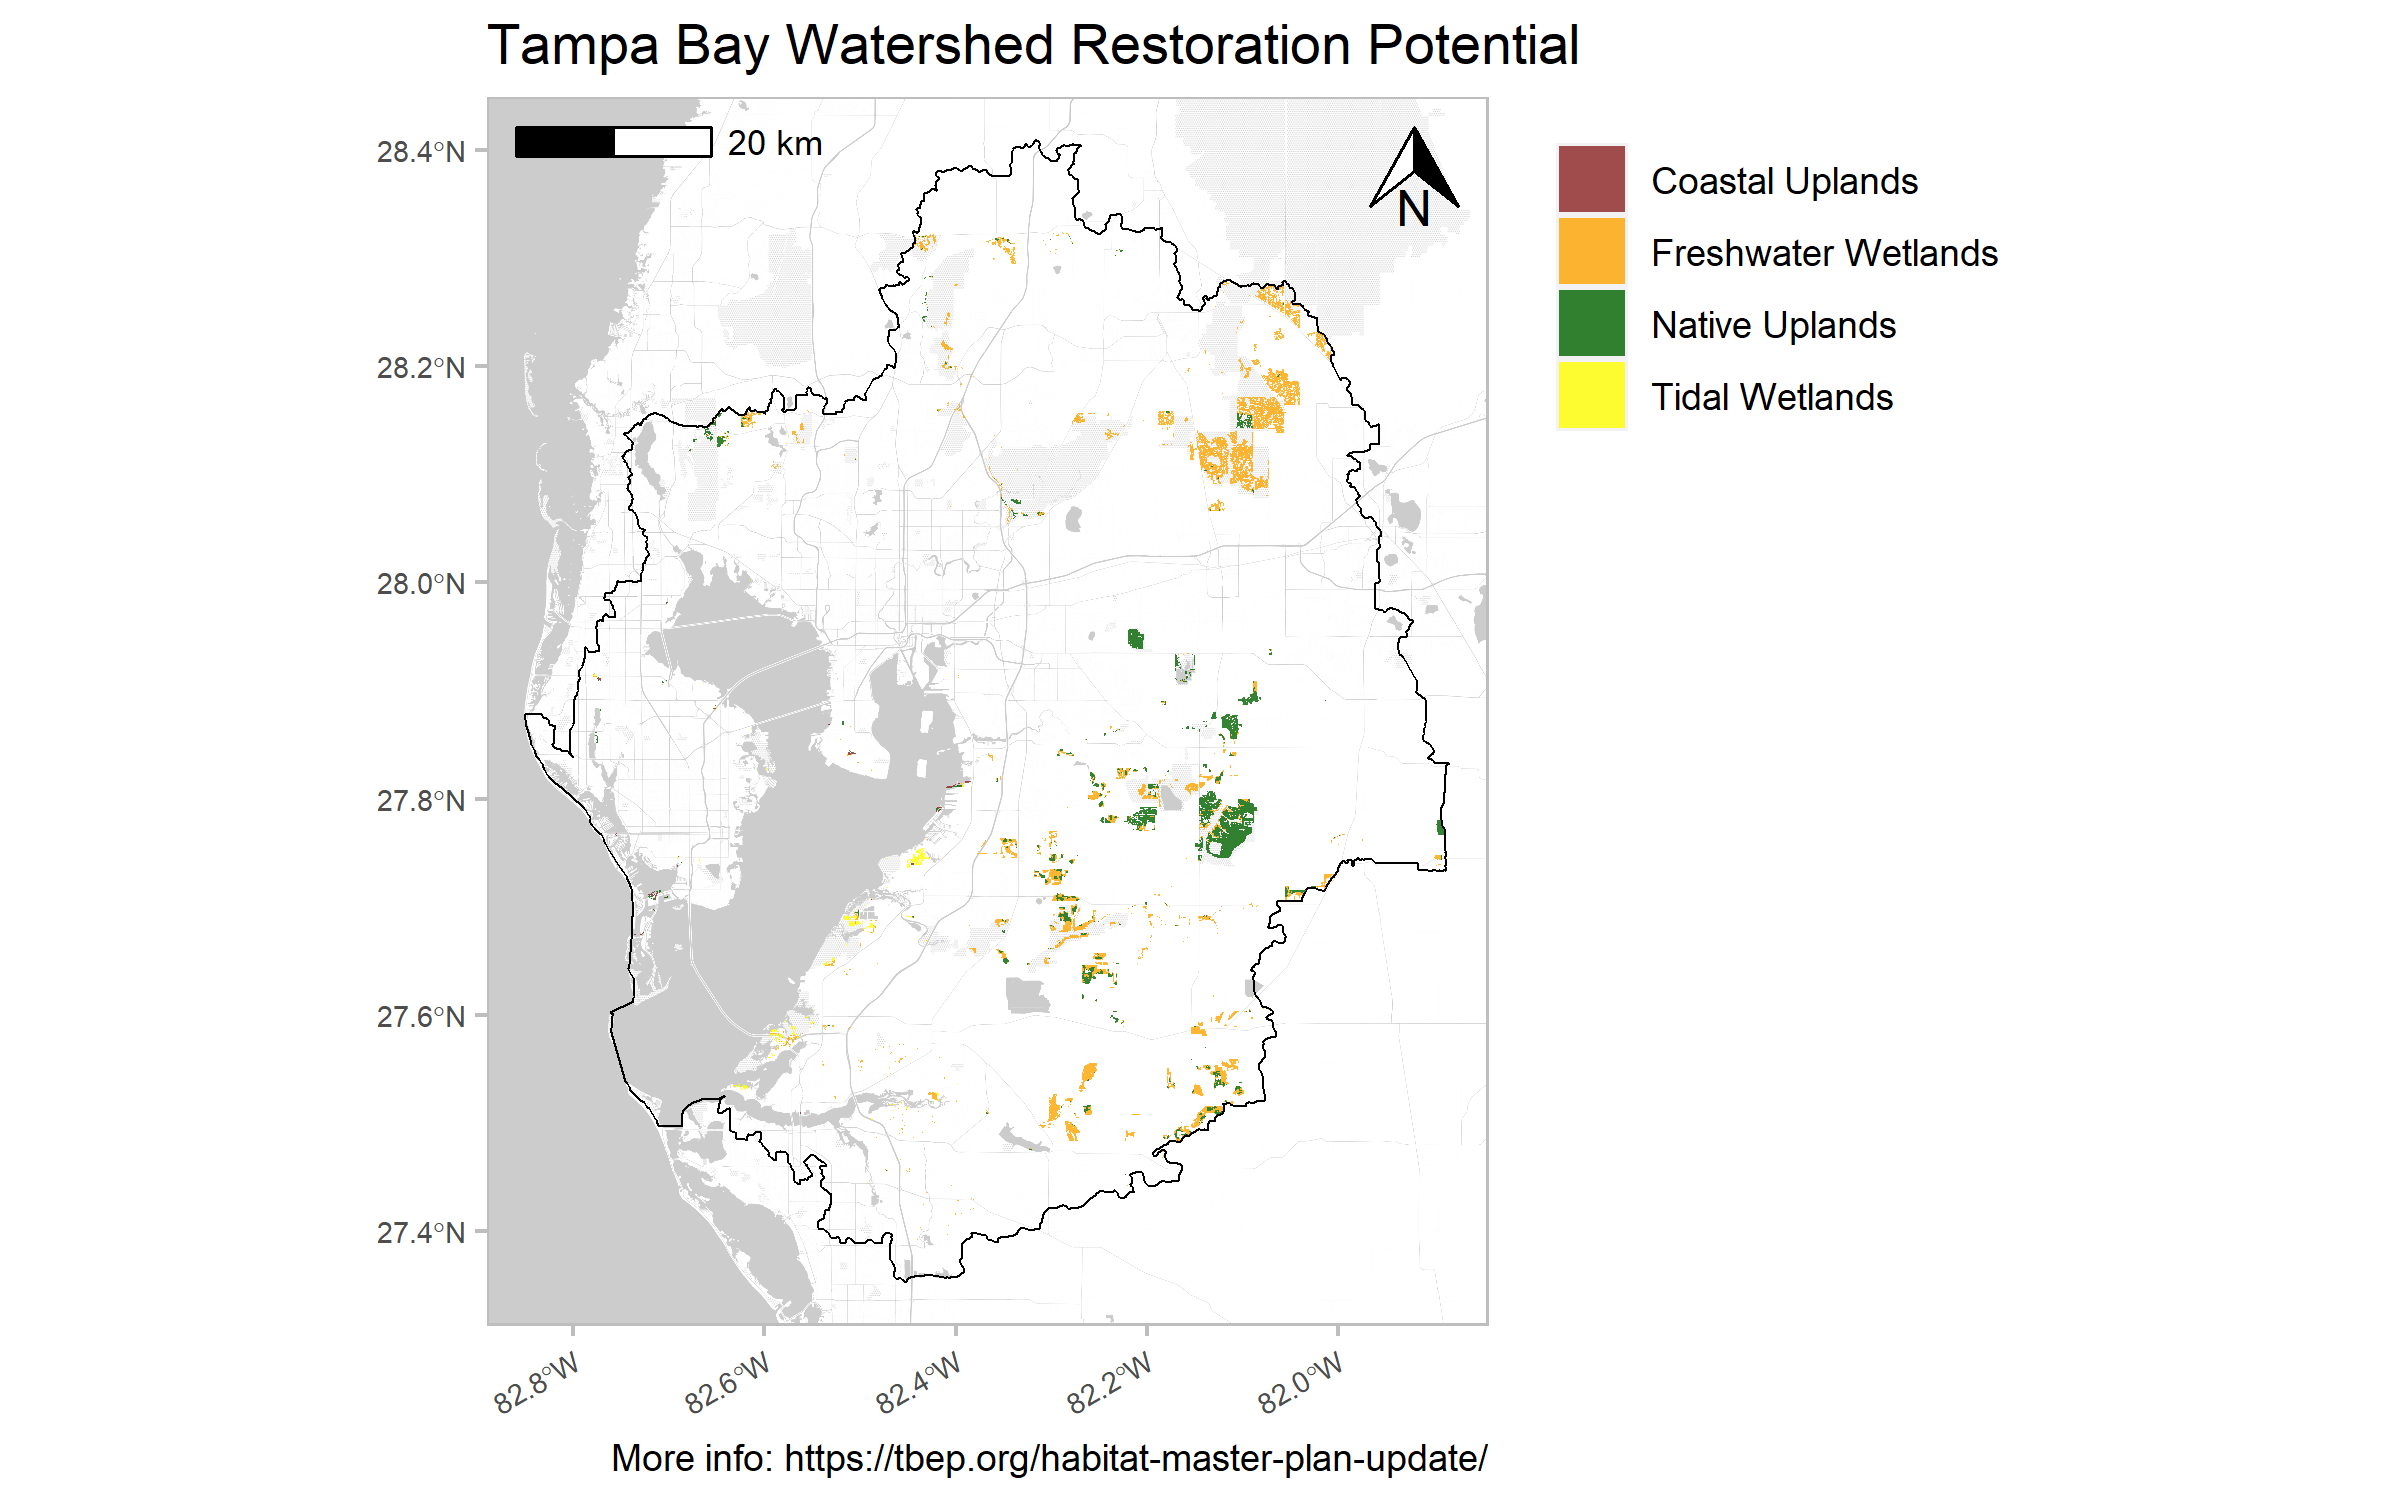 Tampa Bay Watershed Restoration Potential
20 km
N
28.4°N
28.2°N
28.0°N
27.8°N
27.6°N
27.4°N
82.8°W
82.6°W
82.4°W
82.2°W
82.0°W
Coastal Uplands
Freshwater Wetlands
Native Uplands
Tidal Wetlands
More info: https://tbep.org/habitat-master-plan-update/